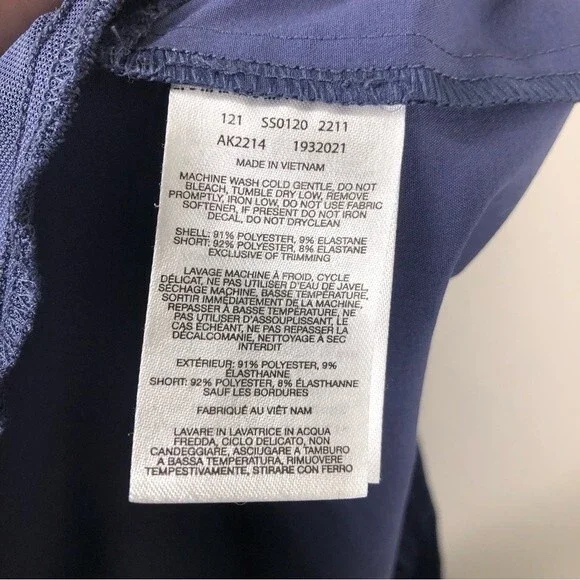 121 SS0120 2211
AK2214 1932021
MADE IN VIETNAM
MACHINE WASH COLD GENTLE, DO NOT
BLEACH, TUMBLE DRY LOW, REMOVE
PROMPTLY, IRON LOW, DO NOT USE FABRIC
SOFTENER, IF PRESENT DO NOT IRON
DECAL, DO NOT DRYCLEAN
SHELL: 91% POLYESTER, 9% ELASTANE
SHORT: 92% POLYESTER, 8% ELASTANE
EXCLUSIVE OF TRIMMING
LAVAGE MACHINE À FROID, CYCLE
DÉLICAT, NE PAS UTILISER D'EAU DE JAVEL,
SÉCHAGE MACHINE, BASSE TEMPÉRATURE,
SORTIR IMMÉDIATEMENT DE LA MACHINE,
REPASSER À BASSE TEMPÉRATURE, NE
PAS UTILISER D'ASSOUPLISSANT, LE
CAS ÉCHÉANT, NE PAS REPASSER LA
DÉCALCOMANIE, NETTOYAGE À SEC
INTERDIT
EXTÉRIEUR: 91% POLYESTER, 9%
ÉLASTHANNE
SHORT: 92% POLYESTER, 8% ÉLASTHANNE
SAUF LES BORDURES
FABRIQUÉ AU VIÊT NAM
LAVARE IN LAVATRICE IN ACQUA
FREDDA, CICLO DELICATO, NON
CANDEGGIARE, ASCIUGARE A TAMBURO
A BASSA TEMPERATURA, RIMUOVERE
TEMPESTIVAMENTE, STIRARE CON FERRO